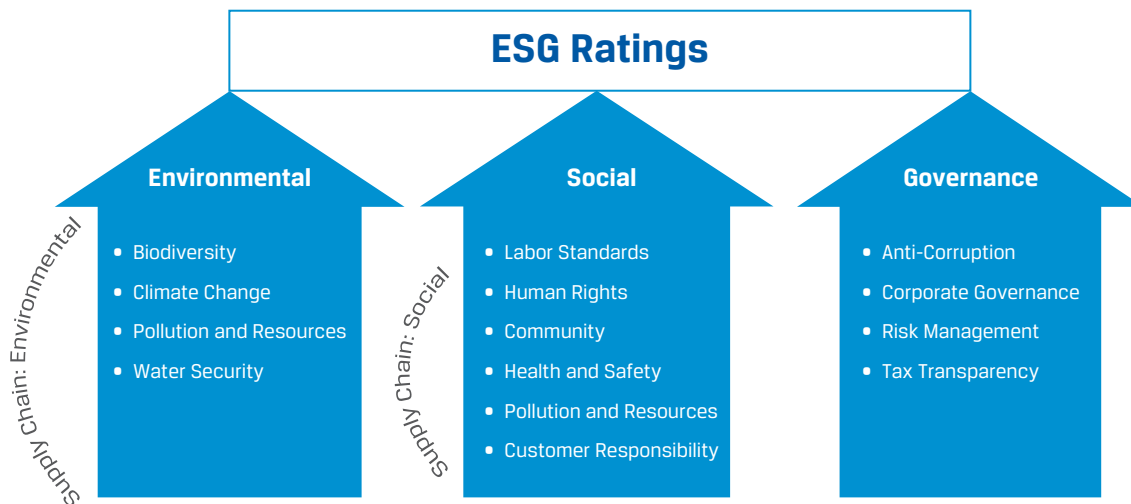 ESG Ratings
Environmental
Supply Chain: Environmental
• Biodiversity
• Climate Change
• Pollution and Resources
• Water Security
Social
Supply Chain: Social
• Labor Standards
• Human Rights
• Community
• Health and Safety
• Pollution and Resources
• Customer Responsibility
Governance
• Anti-Corruption
• Corporate Governance
• Risk Management
• Tax Transparency